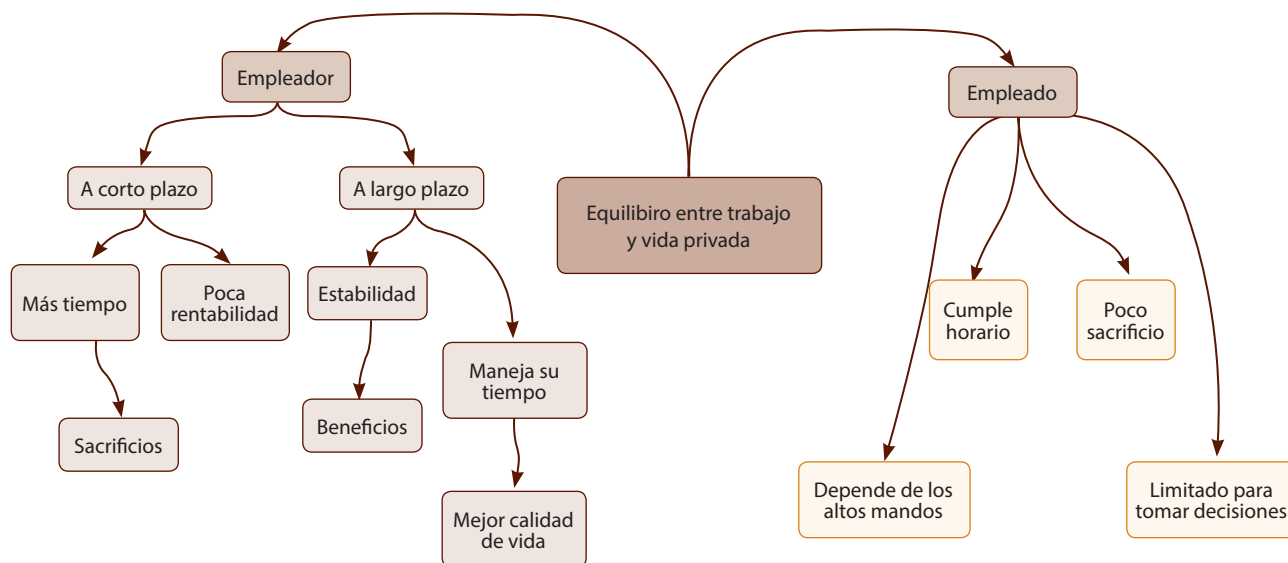 Empleador
Empleado
A corto plazo
A largo plazo
Equilibiro entre trabajo
y vida privada
Más tiempo
Poca
rentabilidad
Estabilidad
Cumple
horario
Poco
sacrificio
Maneja su
tiempo
Sacrificios
Beneficios
Depende de los
altos mandos
Limitado para
tomar decisiones
Mejor calidad
de vida